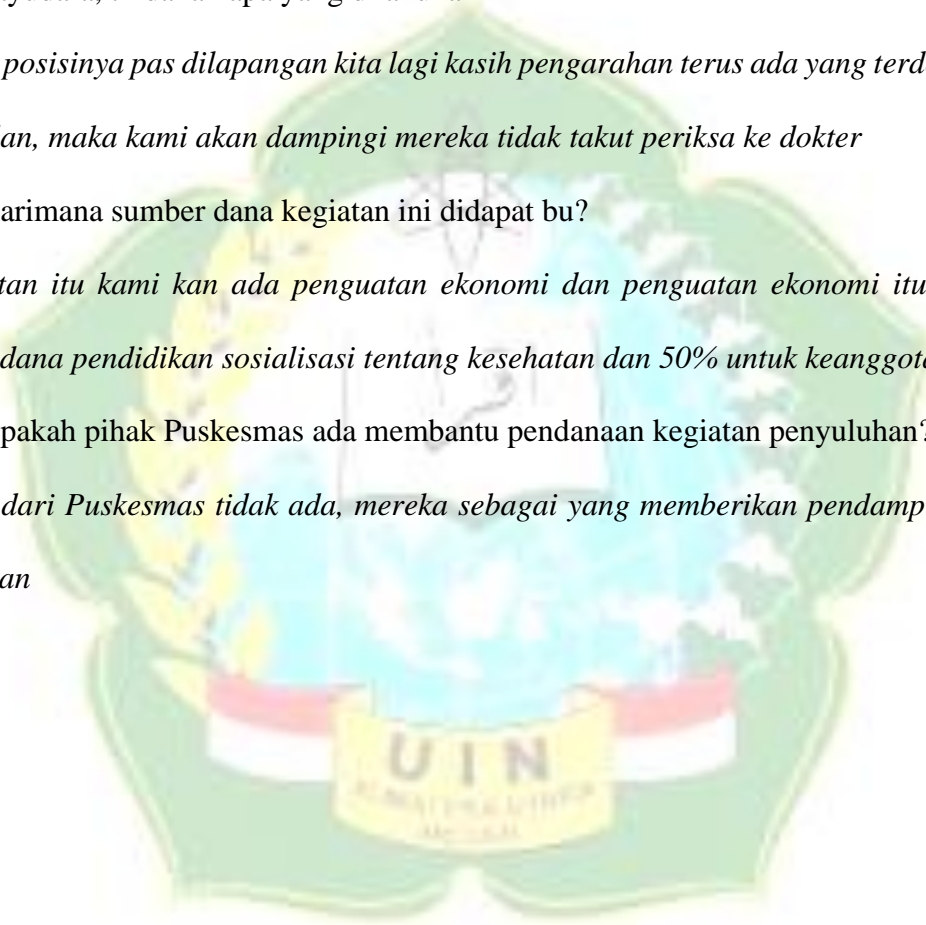 posisinya pas dilapangan kita lagi kasih pengarahan terus ada yang terd
an, maka kami akan dampingi mereka tidak takut periksa ke dokter
arimana sumber dana kegiatan ini didapat bu?
tan itu kami kan ada penguatan ekonomi dan penguatan ekonomi itu
dana pendidikan sosialisasi tentang kesehatan dan 50% untuk keanggota
pakah pihak Puskesmas ada membantu pendanaan kegiatan penyuluhan?
dari Puskesmas tidak ada, mereka sebagai yang memberikan pendamp
an
UIN
SUMATERA UTARA
MEDAN